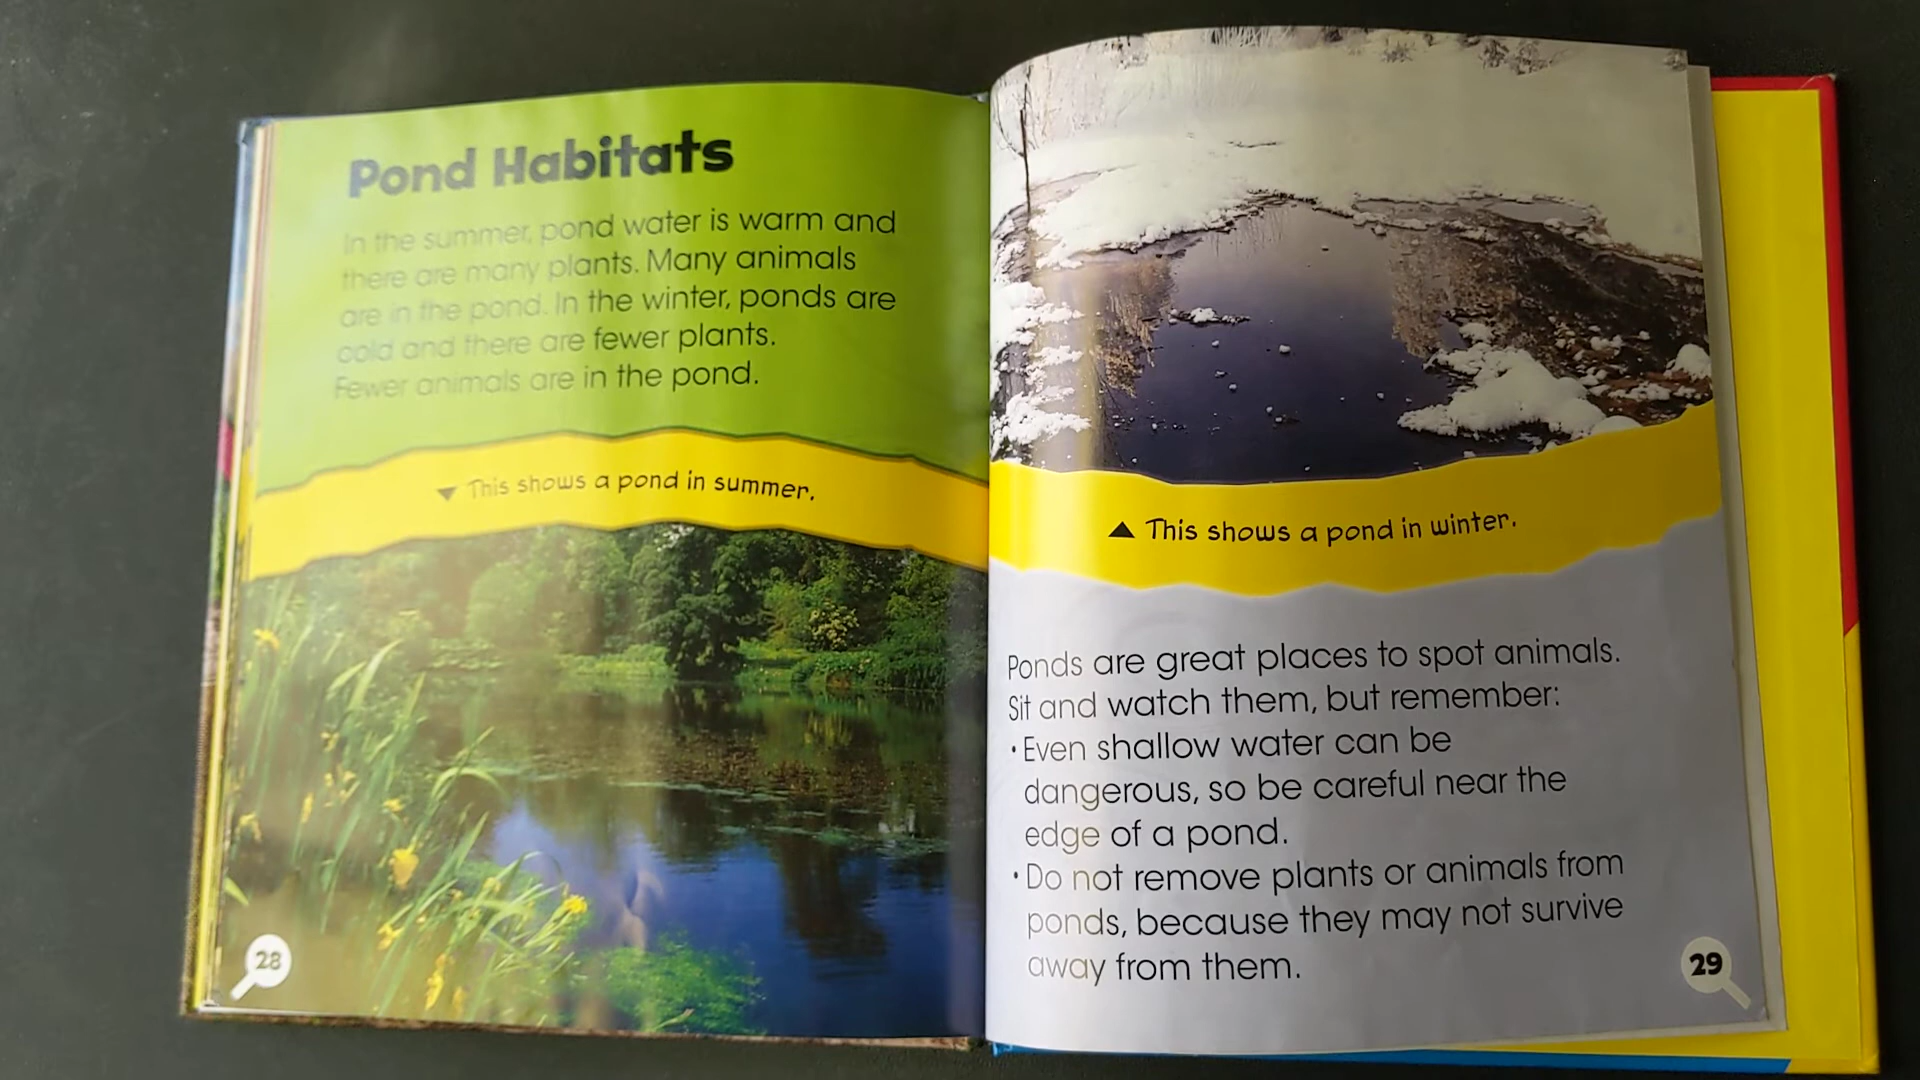 Pond Habitats
In the summer, pond water is warm and
there are many plants. Many animals
are in the pond. In the winter, ponds are
cold and there are fewer plants.
Fewer animals are in the pond.
▼ This shows a pond in summer.
28
▲ This shows a pond in winter.
Ponds are great places to spot animals.
Sit and watch them, but remember:
• Even shallow water can be
dangerous, so be careful near the
edge of a pond.
• Do not remove plants or animals from
ponds, because they may not survive
away from them.
29